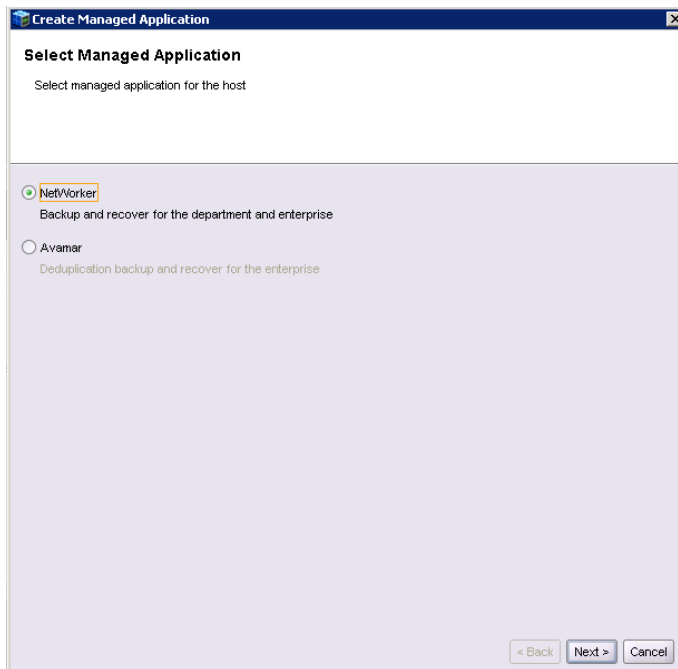 Create Managed Application
Select Managed Application
Select managed application for the host
NetWorker
Backup and recover for the department and enterprise
Avamar
Deduplication backup and recover for the enterprise
< Back Next > Cancel